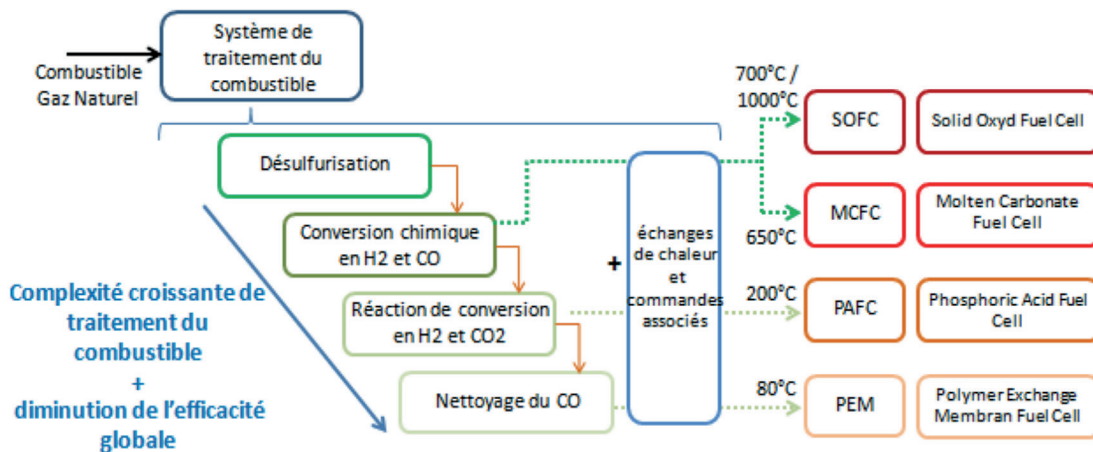 Système de
traitement du
combustible
Combustible
Gaz Naturel
700°C /
1000°C
SOFC
Solid Oxyd Fuel Cell
Désulfurisation
MCFC
Molten Carbonate
Fuel Cell
650°C
Conversion chimique
en H2 et CO
+
échanges
de chaleur
et
commandes
associés
Complexité croissante de
traitement du
combustible
+
diminution de l'efficacité
globale
Réaction de conversion
en H2 et CO2
200°C
PAFC
Phosphoric Acid Fuel
Cell
Nettoyage du CO
80°C
PEM
Polymer Exchange
Membran Fuel Cell